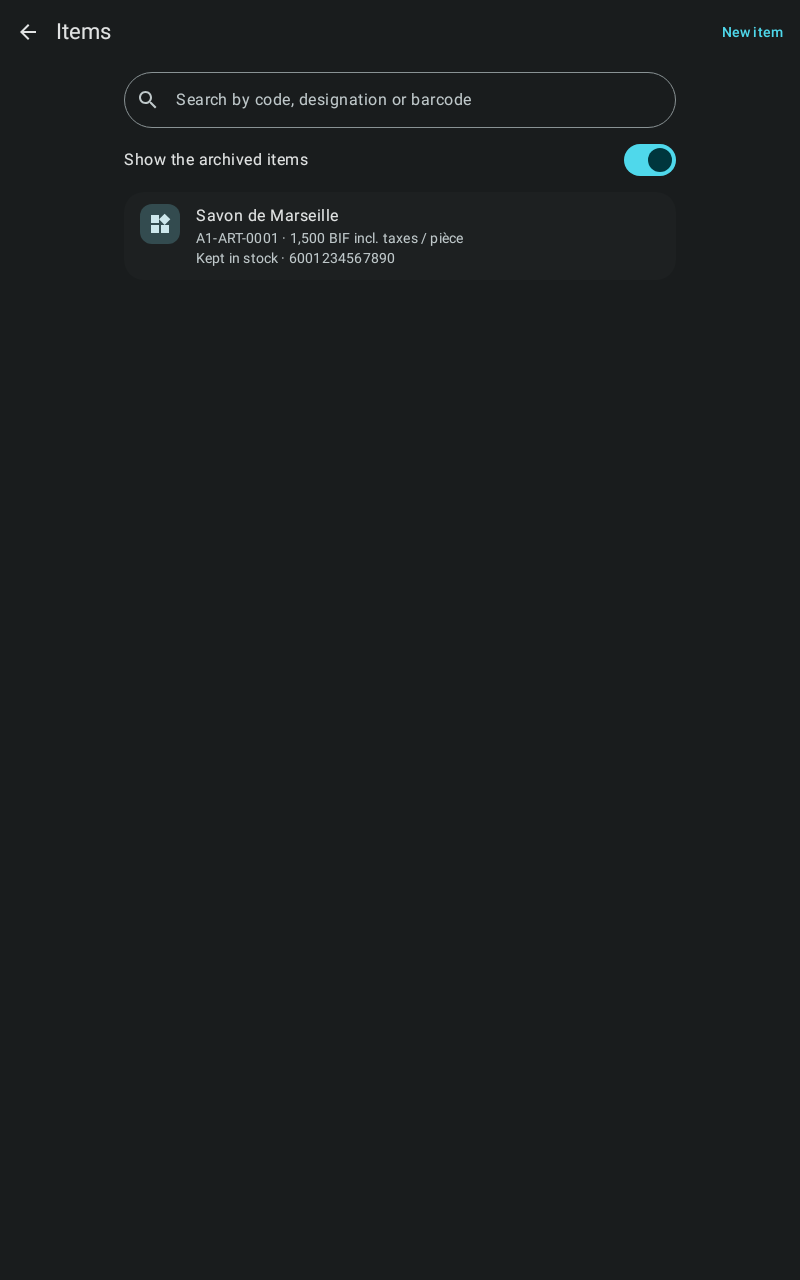 Items
New item
Search by code, designation or barcode
Show the archived items
Savon de Marseille
A1-ART-0001 · 1,500 BIF incl. taxes / pièce
Kept in stock · 6001234567890